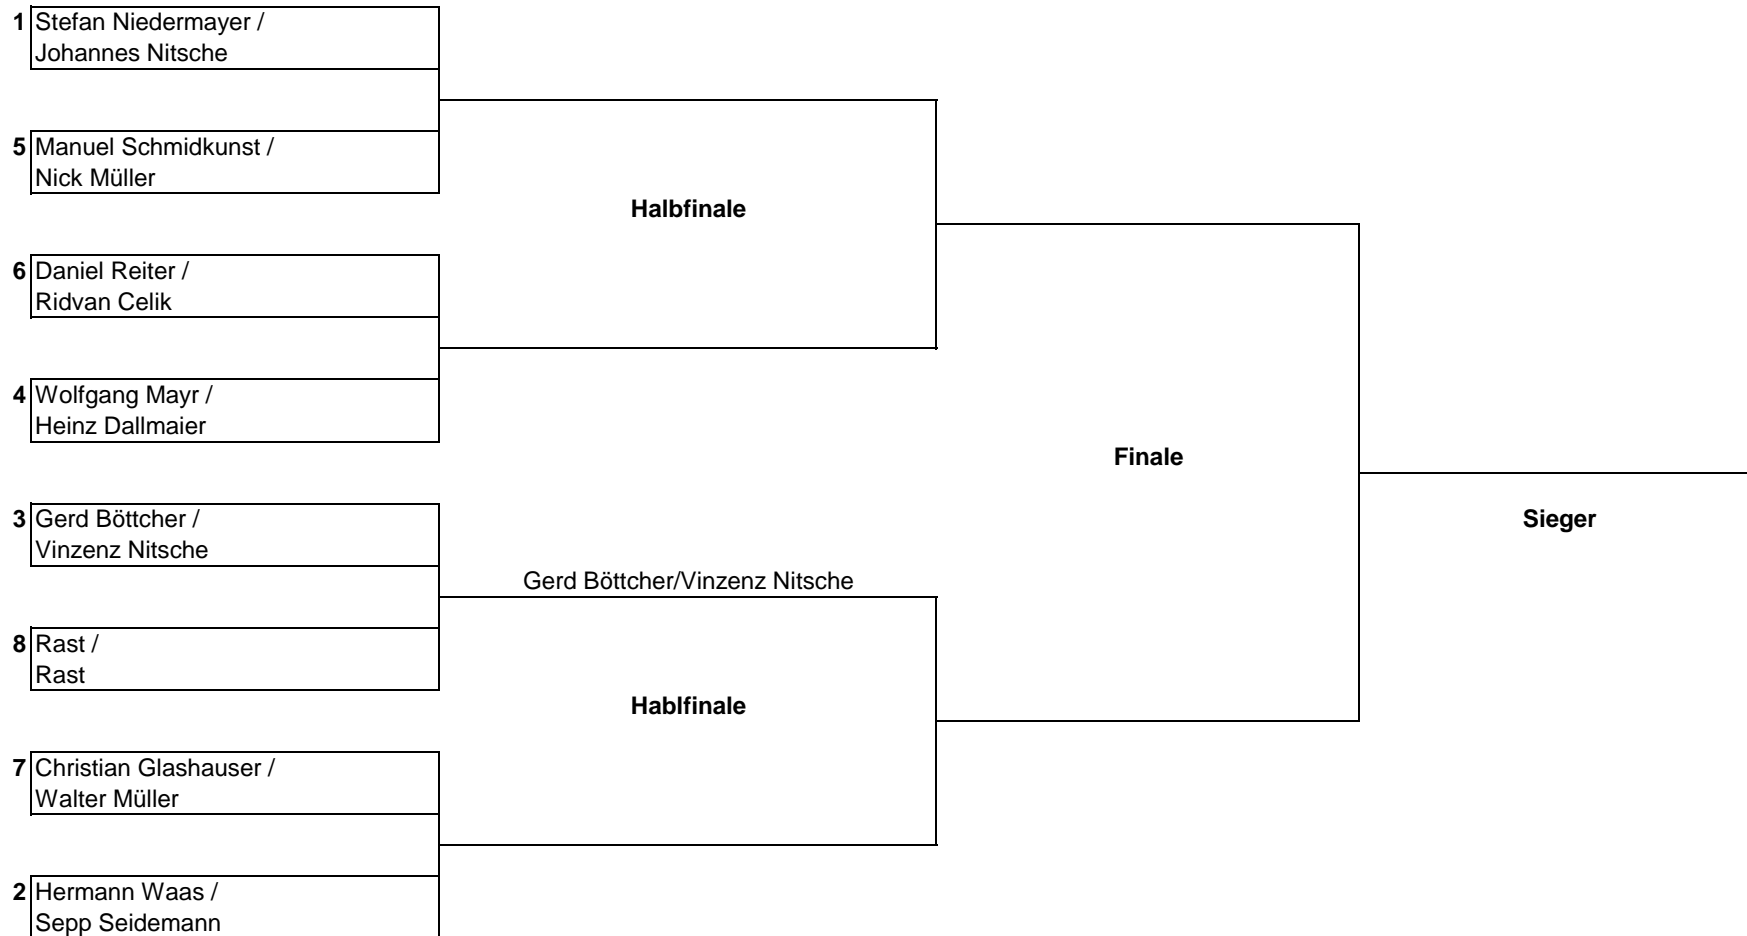 1 Stefan Niedermayer /
Johannes Nitsche
5 Manuel Schmidkunst /
Nick Müller
Halbfinale
6 Daniel Reiter /
Ridvan Celik
4 Wolfgang Mayr /
Heinz Dallmaier
Finale
3 Gerd Böttcher /
Sieger
Vinzenz Nitsche
Gerd Böttcher/Vinzenz Nitsche
8 Rast /
Rast
Hablfinale
7 Christian Glashauser /
Walter Müller
2 Hermann Waas /
Sepp Seidemann